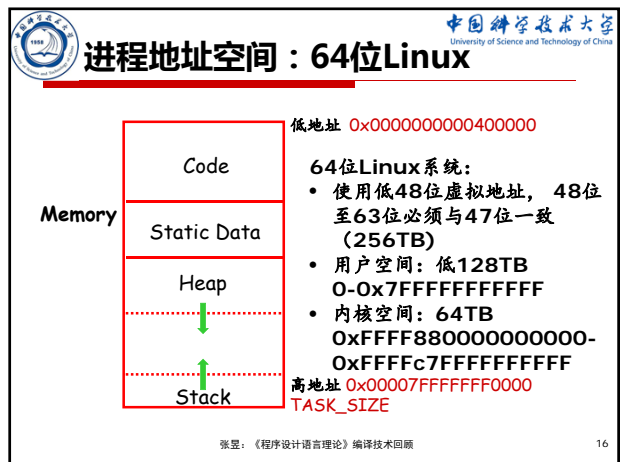 中国科学技术大学
University of Science and Technology of China
1958
进程地址空间：64位Linux
低地址 0x0000000000400000
Code
Memory
Static Data
Heap
Stack
64位Linux系统：
• 使用低48位虚拟地址， 48位
至63位必须与47位一致
（256TB)
• 用户空间：低128TB
0-0x7FFFFFFFFFFF
• 内核空间：64TB
0xFFFF880000000000-
0xFFFFc7FFFFFFFFFF
高地址 0x00007FFFFFFF0000
TASK_SIZE
张昱：《程序设计语言理论》编译技术回顾
16